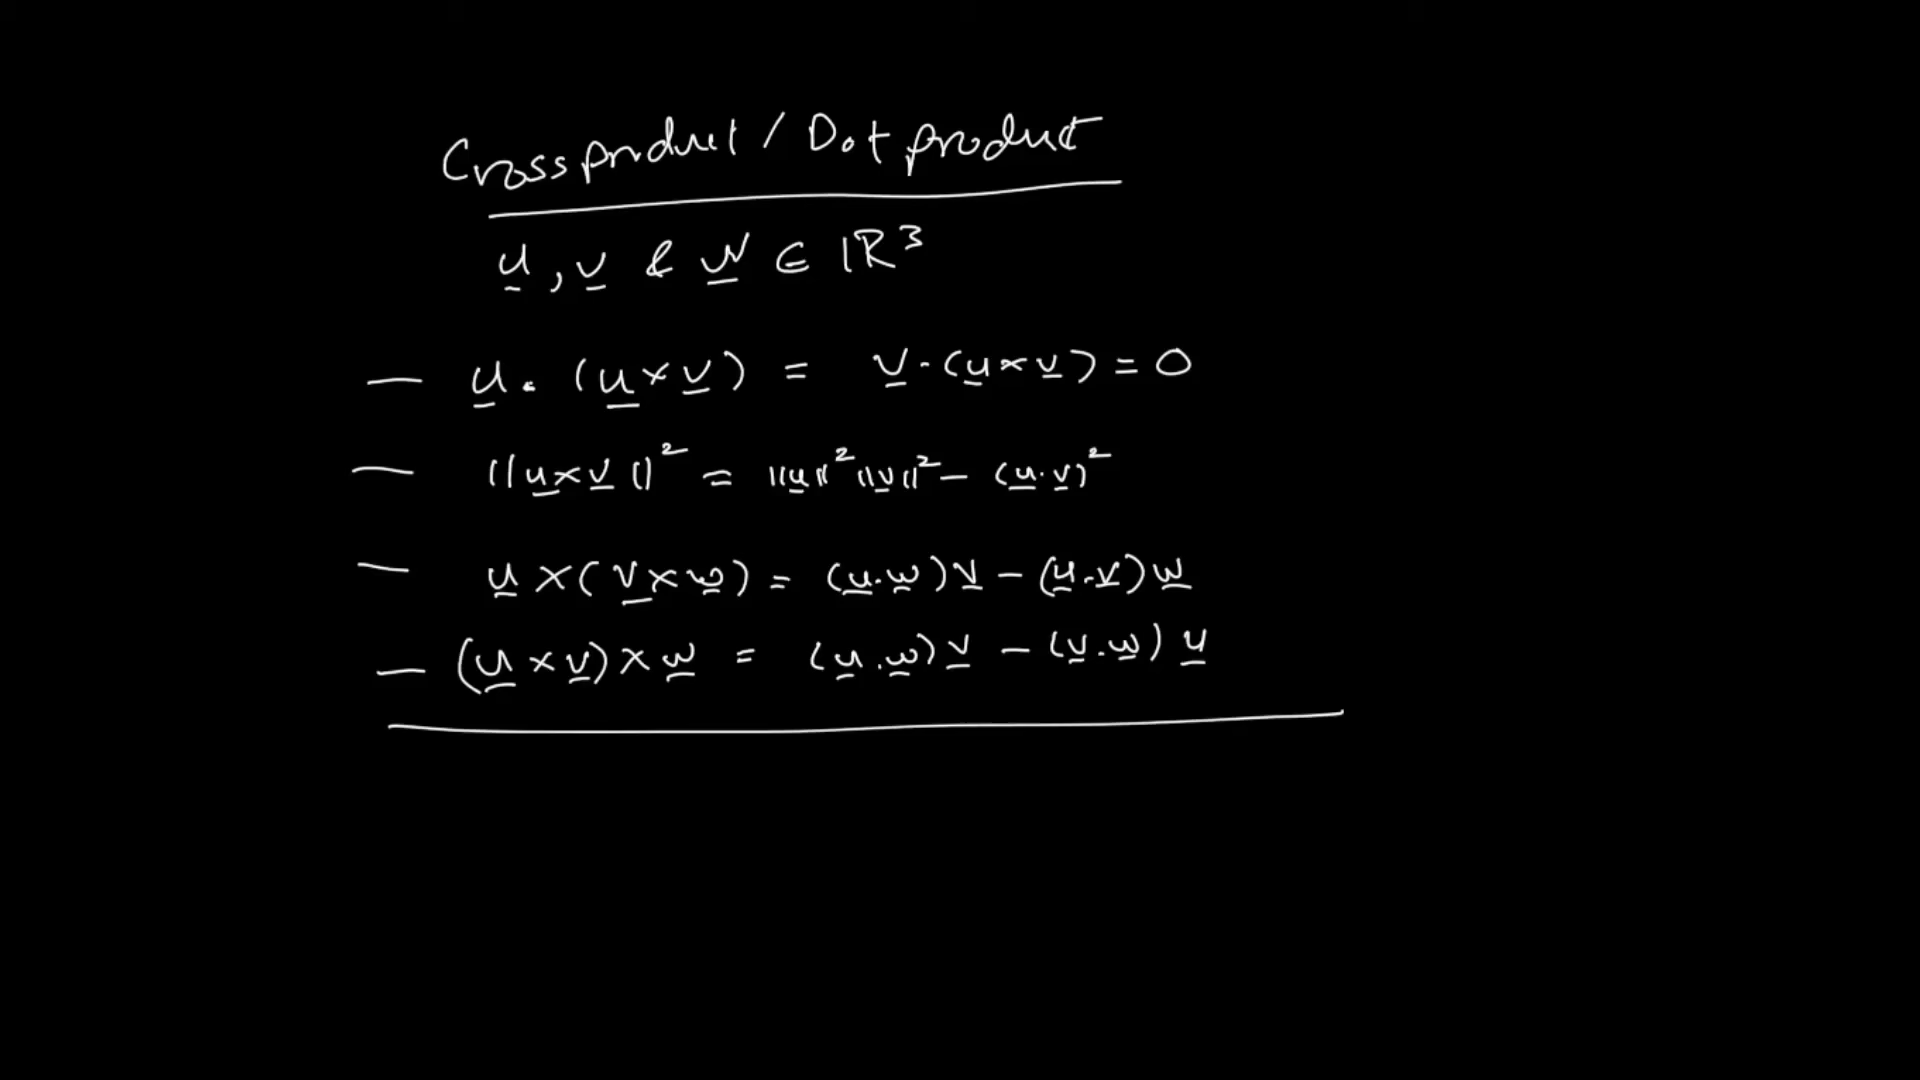 Cross product / Dot product
u, v & w ∈ ℝ³
— u · (u × v) = v · (u × v) = 0
— ||u × v||² = ||u||² ||v||² − (u · v)²
— u × (v × w) = (u · w) v − (u · v) w
— (u × v) × w = (u · w) v − (v · w) u